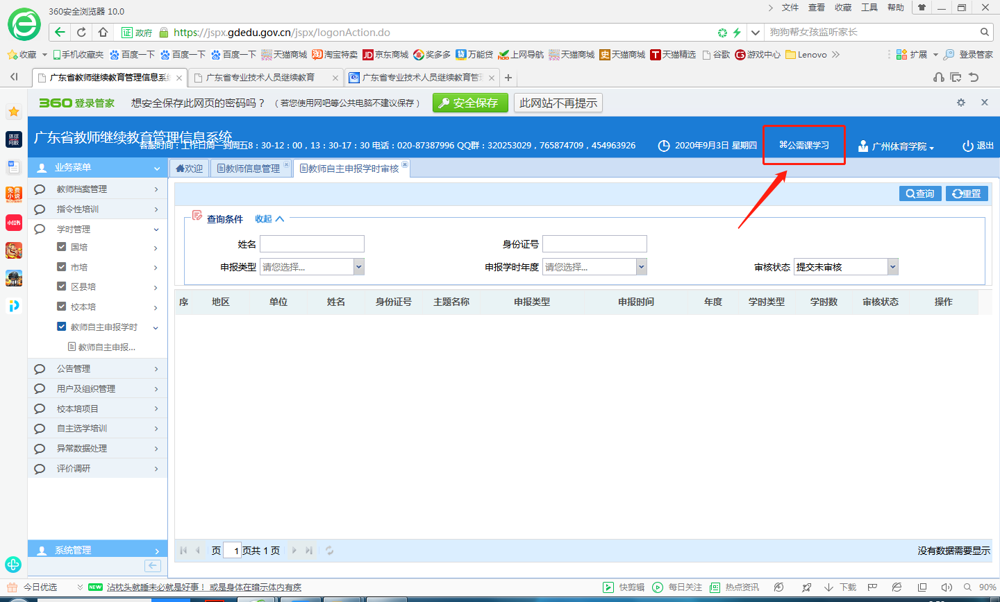 360安全浏览器 10.0
文件 查看 收藏 工具 帮助
证 政府 https://jspx.gdedu.gov.cn/jspx/logonAction.do
狗狗帮女孩监听家长
收藏 手机收藏夹 百度一下 百度一下 百度一下 天猫商城 淘宝特卖 京东商城 奖多多 万能贷 上网导航 天猫商城 天猫商城 天猫精选 谷歌 游戏中心 Lenovo 扩展 登录管家
广东省教师继续教育管理信息系统 广东省专业技术人员继续教育 广东省专业技术人员继续教育管理
360 登录管家 想安全保存此网页的密码吗？（若您使用网吧等公共电脑不建议保存） 安全保存 此网站不再提示
广东省教师继续教育管理信息系统
客服时间：工作日周一到周五8：30-12：00，13：30-17：30 电话：020-87387996 QQ群：320253029，765874709，454963926
2020年9月3日 星期四 ⌘公需课学习 广州体育学院 退出
业务菜单
欢迎 教师信息管理 教师自主申报学时审核
教师档案管理
指令性培训
学时管理
国培
市培
区县培
校本培
教师自主申报学时
教师自主申报...
公告管理
用户及组织管理
校本培项目
自主选学培训
异常数据处理
评价调研
系统管理
查询 重置
查询条件 收起
姓名 身份证号
申报类型 请您选择... 申报学时年度 请您选择... 审核状态 提交未审核
序 地区 单位 姓名 身份证号 主题名称 申报类型 申报时间 年度 学时类型 学时数 审核状态 操作
页 1 页共 1 页
没有数据需要显示
今日优选 NEW 沾枕头就睡未必就是好事！ 或是身体在暗示体内有疾
快剪辑 每日关注 热点资讯 下载 90%